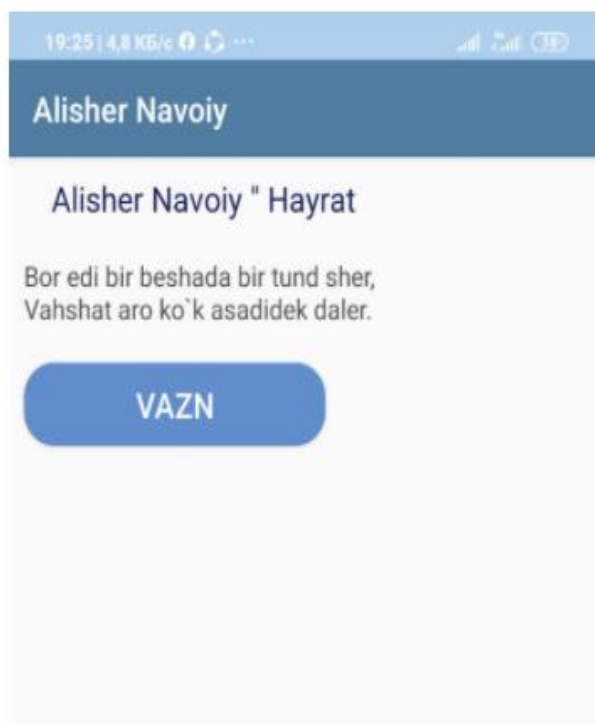 19:25 | 4,8 КБ/с ···
Alisher Navoiy
Alisher Navoiy " Hayrat
Bor edi bir beshada bir tund sher,
Vahshat aro ko`k asadidek daler.
VAZN